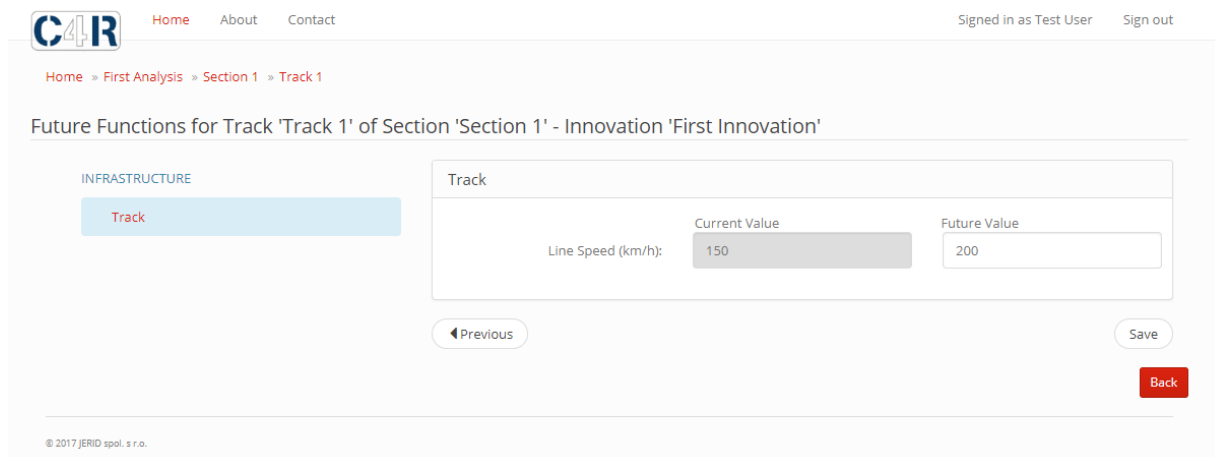 C4R Home About Contact Signed in as Test User Sign out
Home » First Analysis » Section 1 » Track 1
Future Functions for Track 'Track 1' of Section 'Section 1' - Innovation 'First Innovation'
INFRASTRUCTURE
Track
Track
Current Value Future Value
Line Speed (km/h): 150 200
Previous Save
Back
© 2017 JERID spol. s r.o.